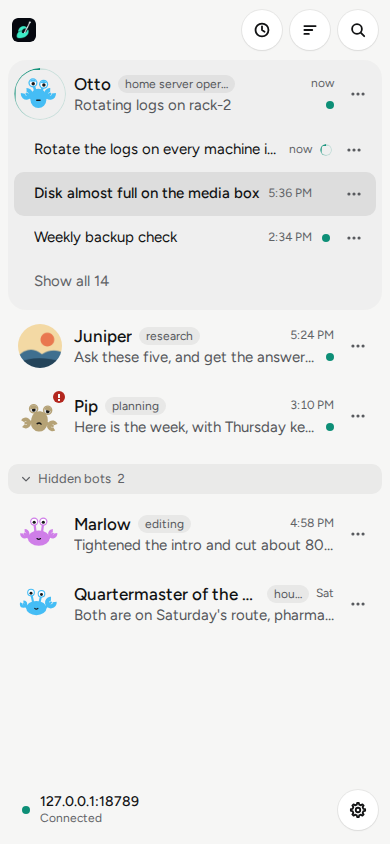 Otto home server oper... now
Rotating logs on rack-2
Rotate the logs on every machine i... now
Disk almost full on the media box 5:36 PM
Weekly backup check 2:34 PM
Show all 14
Juniper research 5:24 PM
Ask these five, and get the answer...
Pip planning 3:10 PM
Here is the week, with Thursday ke...
Hidden bots 2
Marlow editing 4:58 PM
Tightened the intro and cut about 80...
Quartermaster of the ... hou... Sat
Both are on Saturday's route, pharma...
127.0.0.1:18789
Connected